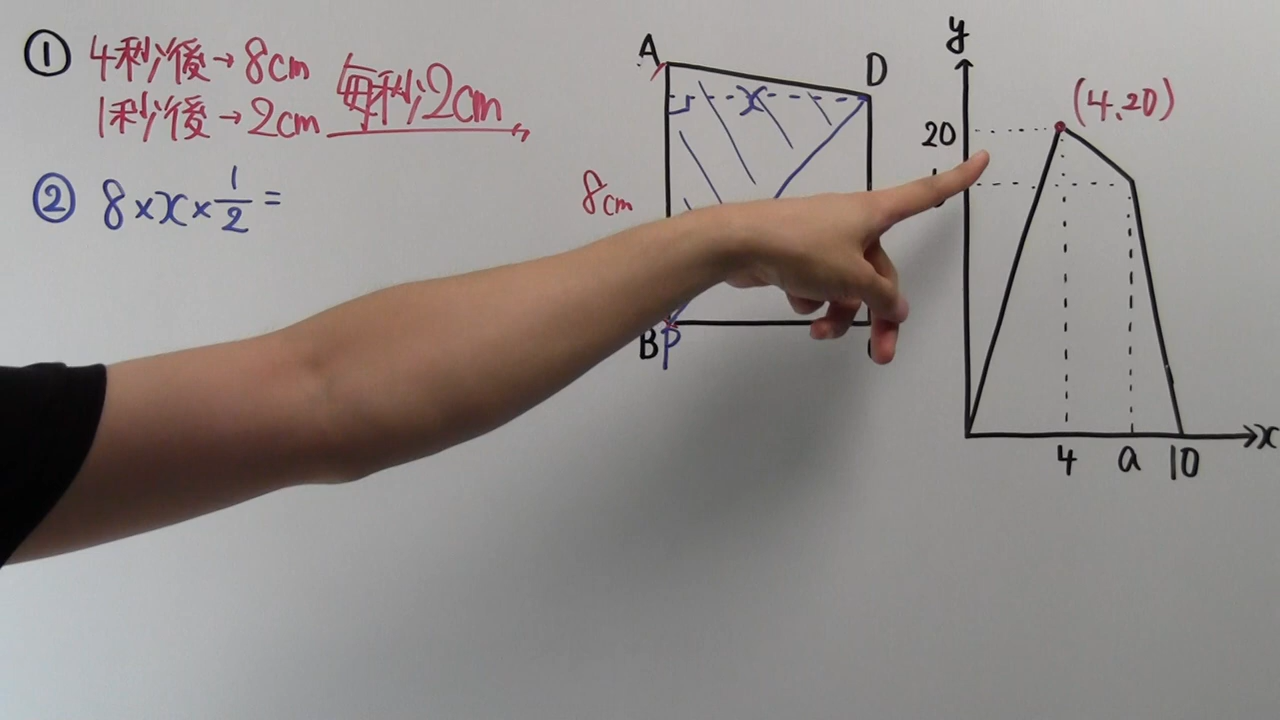 ① 4秒後→8cm
1秒後→2cm 毎秒2cm
② 8×x×1/2=
A
D
x
8cm
B
P
y
20
(4,20)
4
a
10
x